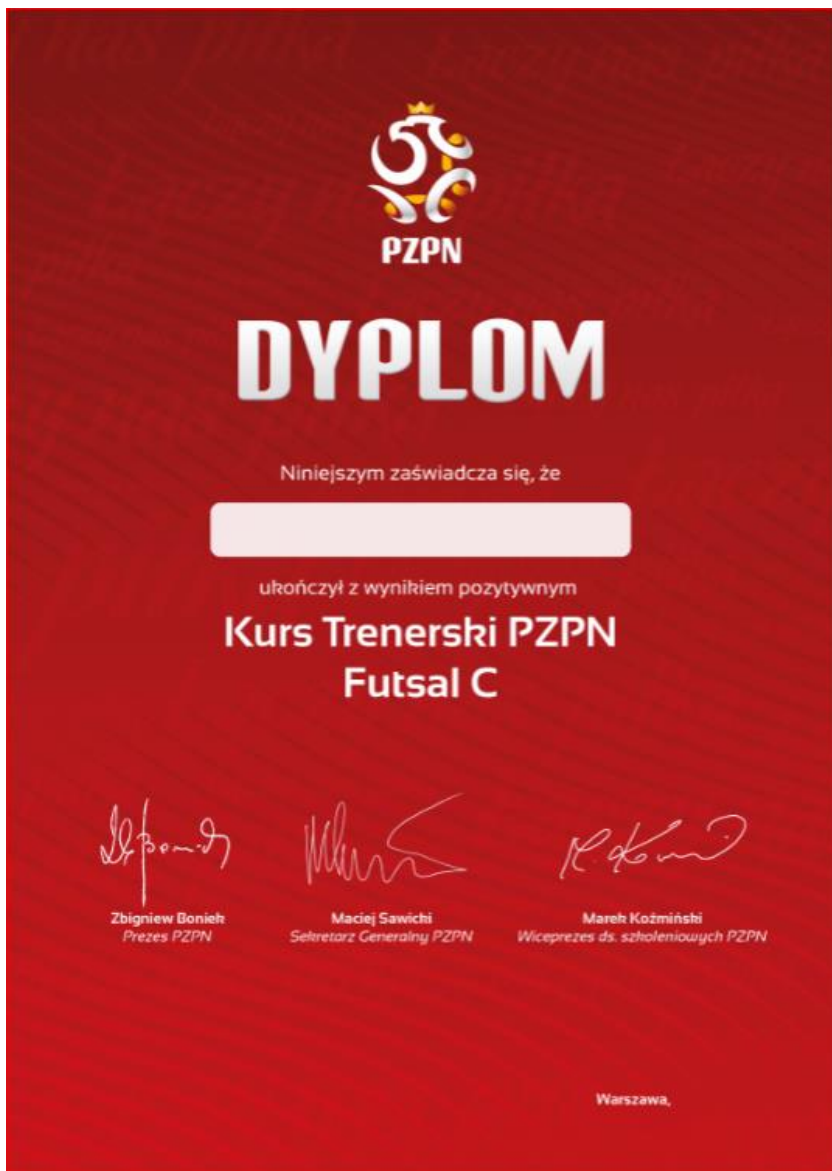 PZPN
DYPLOM
Niniejszym zaświadcza się, że
ukończył z wynikiem pozytywnym
Kurs Trenerski PZPN
Futsal C
Zbigniew Boniek
Prezes PZPN
Maciej Sawicki
Sekretarz Generalny PZPN
Marek Koźmiński
Wiceprezes ds. szkoleniowych PZPN
Warszawa,